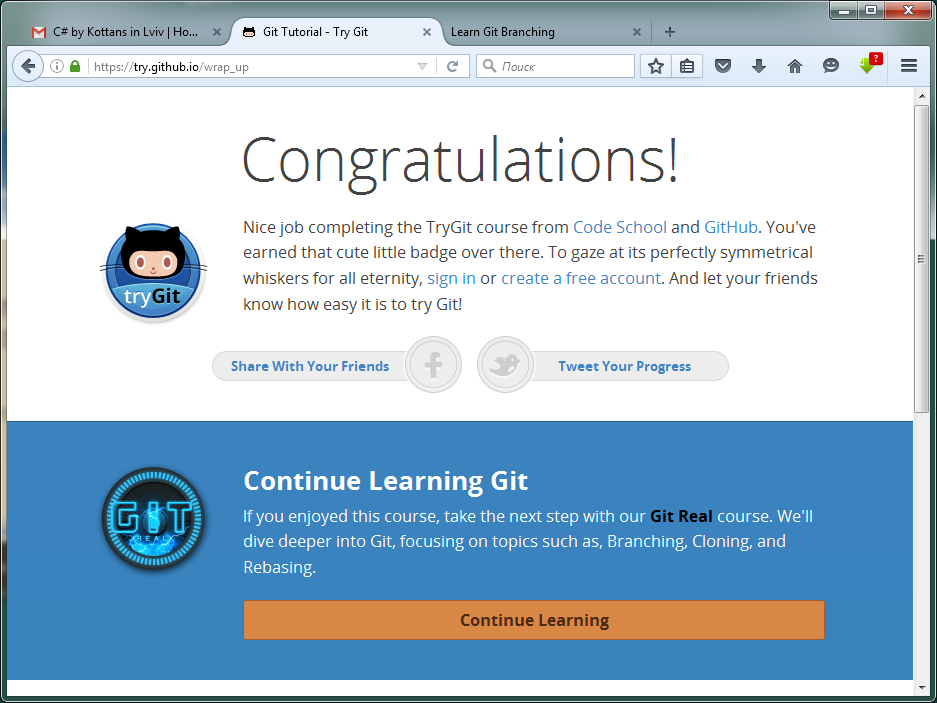 C# by Kottans in Lviv | Ho...
Git Tutorial - Try Git
Learn Git Branching
https://try.github.io/wrap_up
Поиск
?
Congratulations!
Nice job completing the TryGit course from Code School and GitHub. You've
earned that cute little badge over there. To gaze at its perfectly symmetrical
whiskers for all eternity, sign in or create a free account. And let your friends
know how easy it is to try Git!
tryGit
Share With Your Friends
Tweet Your Progress
GIT
REAL
Continue Learning Git
If you enjoyed this course, take the next step with our Git Real course. We'll
dive deeper into Git, focusing on topics such as, Branching, Cloning, and
Rebasing.
Continue Learning